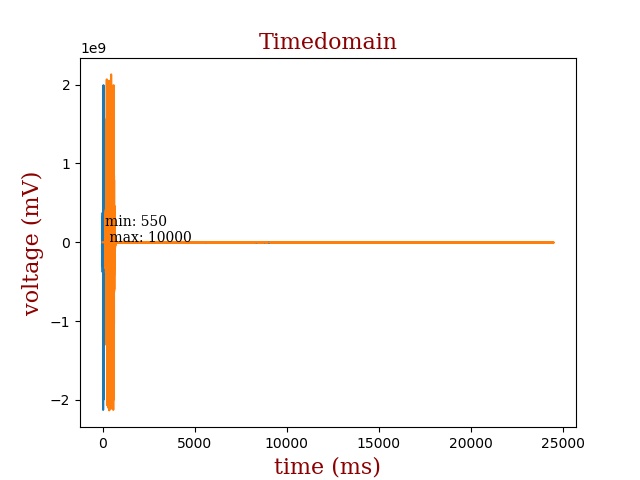 Timedomain
1e9
2
1
0
−1
−2
voltage (mV)
min: 550
max: 10000
0
5000
10000
15000
20000
25000
time (ms)